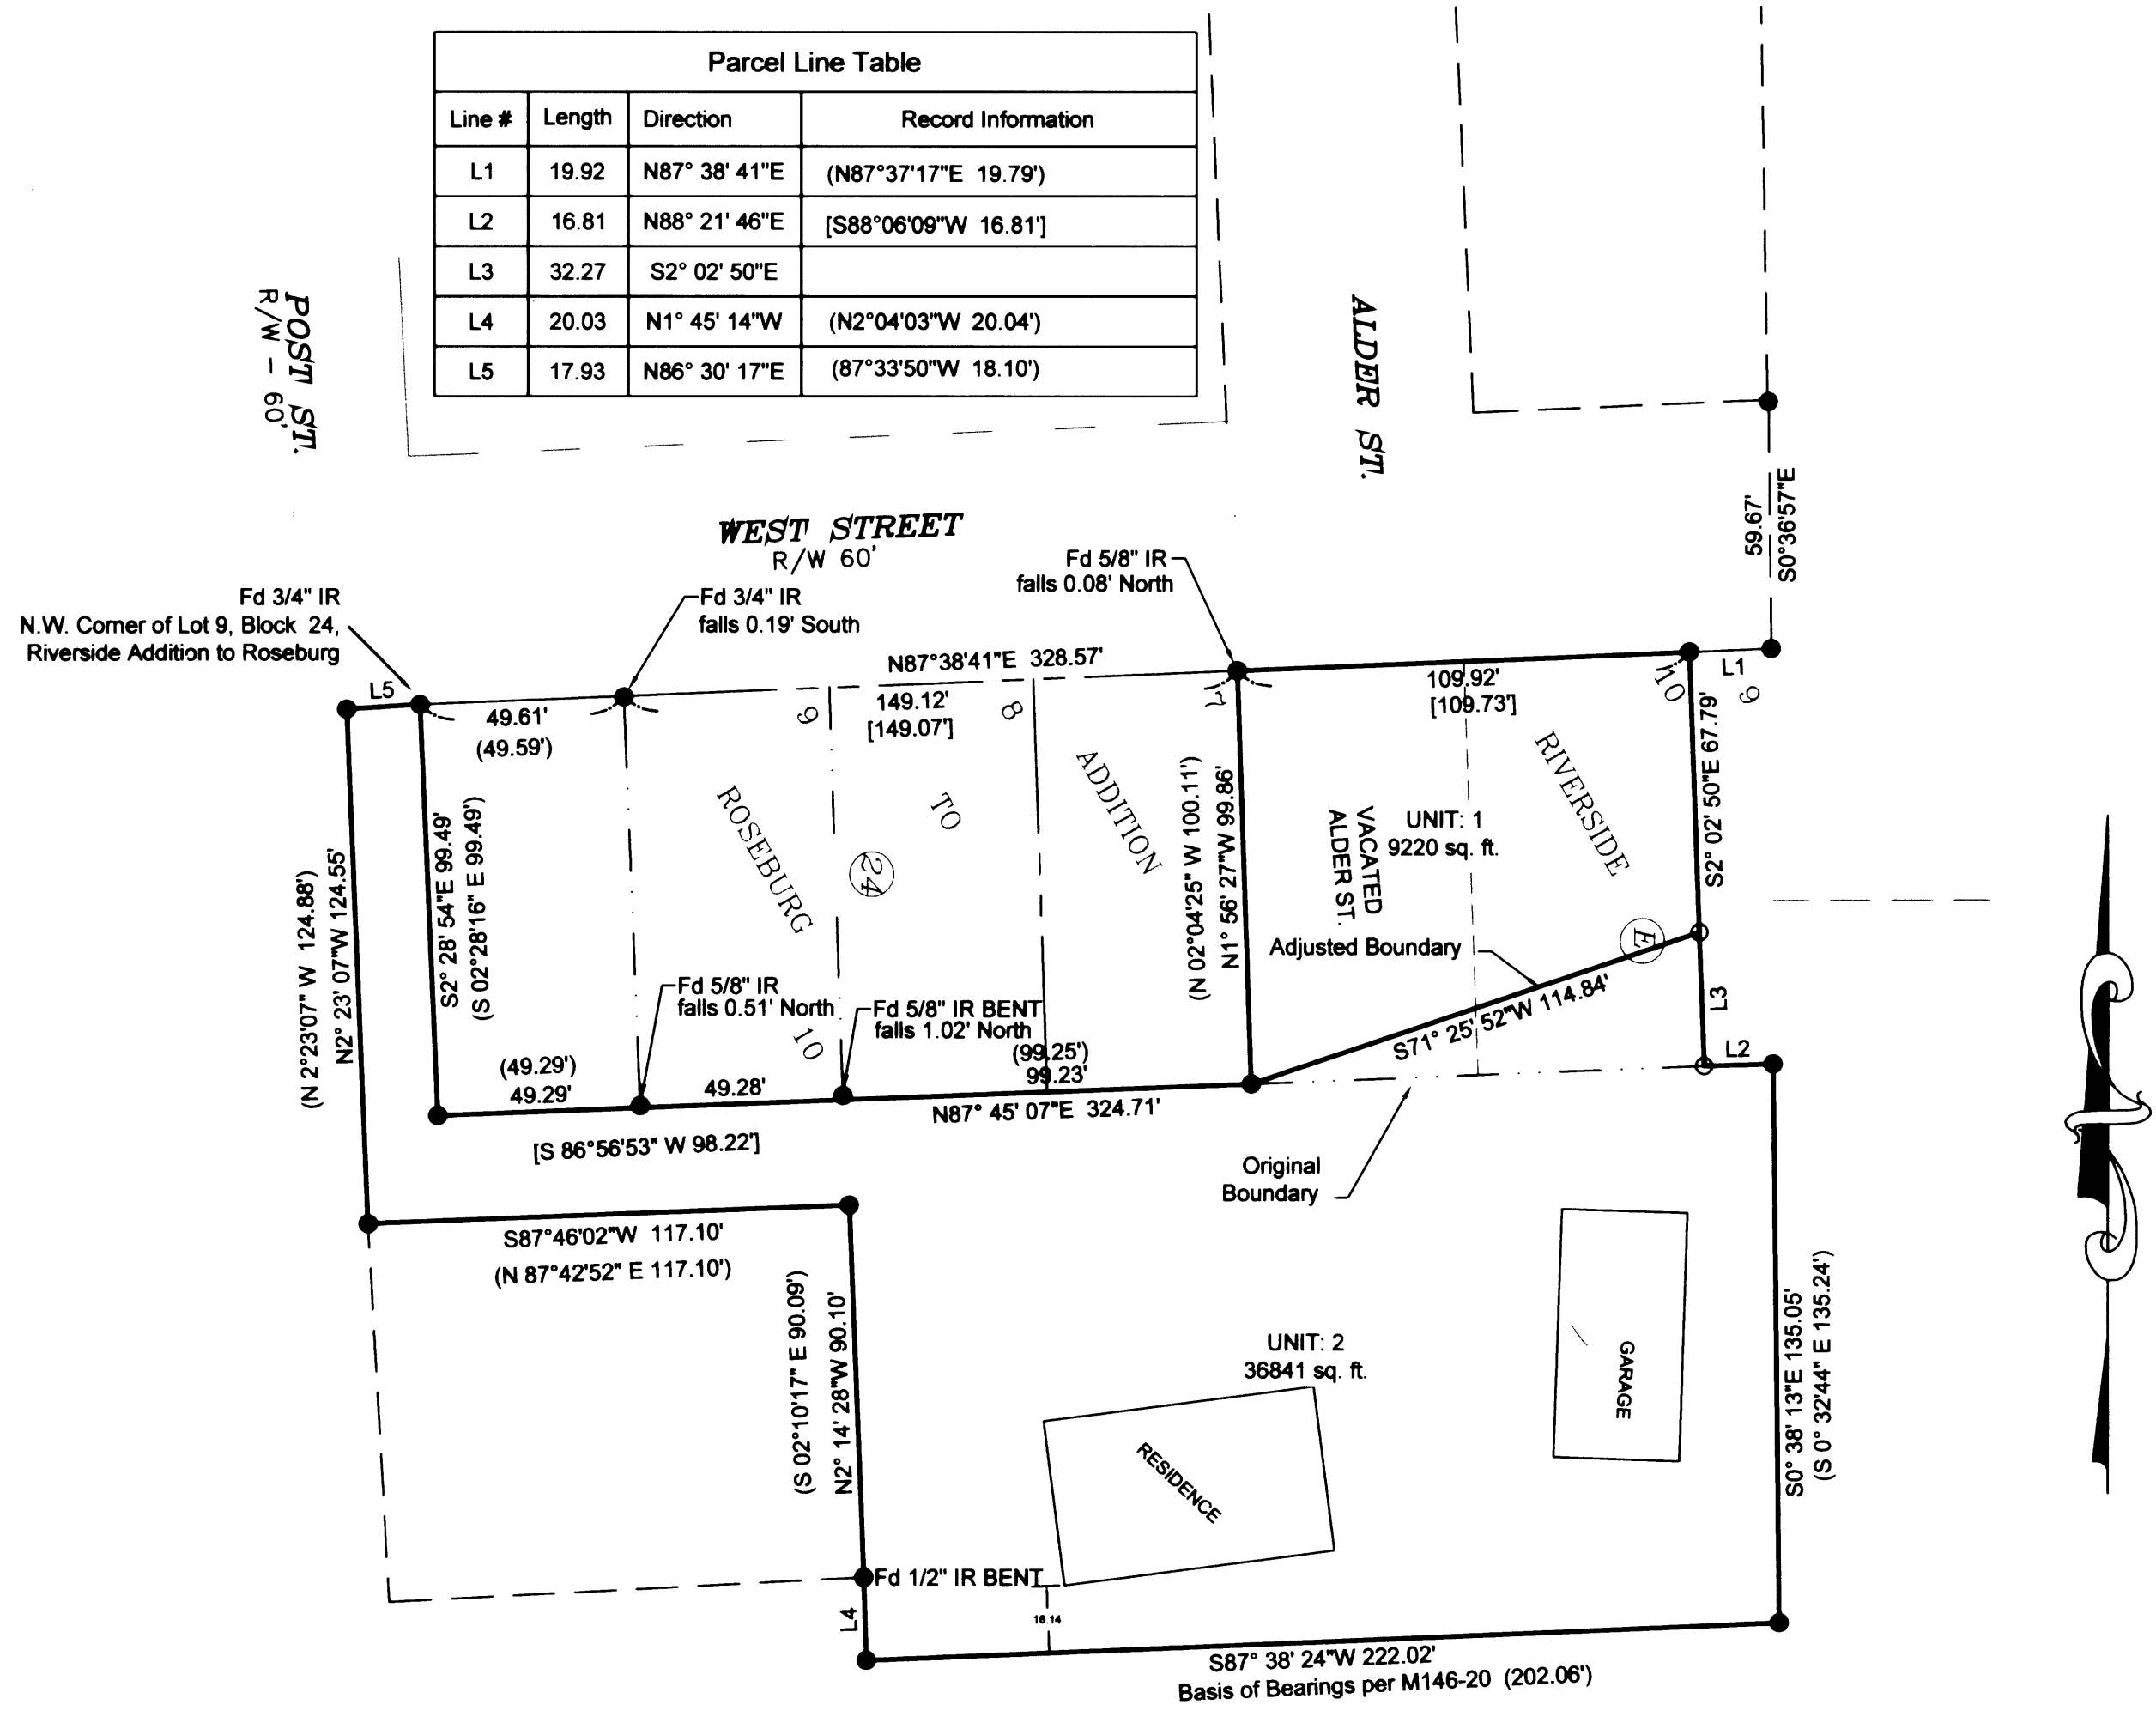 Parcel Line Table
Line # Length Direction Record Information
L1 19.92 N87° 38' 41"E (N87°37'17"E 19.79')
L2 16.81 N88° 21' 46"E [S88°06'09"W 16.81']
L3 32.27 S2° 02' 50"E
L4 20.03 N1° 45' 14"W (N2°04'03"W 20.04')
L5 17.93 N86° 30' 17"E (87°33'50"W 18.10')
POST ST.
R/W - 60'
ALDER ST.
59.67'
S0°36'57"E
WEST STREET
R/W 60'
Fd 3/4" IR
N.W. Corner of Lot 9, Block 24,
Riverside Addition to Roseburg
Fd 3/4" IR
falls 0.19' South
Fd 5/8" IR
falls 0.08' North
N87°38'41"E 328.57'
L5
49.61'
(49.59')
149.12'
[149.07']
109.92'
[109.73']
L1
9
8
7
10
9
ROSEBURG
TO
ADDITION
RIVERSIDE
24
E
10
(N 2°23'07" W 124.88')
N2° 23' 07"W 124.55'
S2° 28' 54"E 99.49'
(S 02°28'16" E 99.49')
(N 02°04'25" W 100.11')
N1° 56' 27"W 99.86'
VACATED
ALDER ST.
UNIT: 1
9220 sq. ft.
S2° 02' 50"E 67.79'
Adjusted Boundary
S71° 25' 52"W 114.84'
L3
L2
Fd 5/8" IR
falls 0.51' North
Fd 5/8" IR BENT
falls 1.02' North
(49.29')
49.29'
49.28'
(99.25')
99.23'
N87° 45' 07"E 324.71'
[S 86°56'53" W 98.22']
Original
Boundary
S87°46'02"W 117.10'
(N 87°42'52" E 117.10')
(S 02°10'17" E 90.09')
N2° 14' 28"W 90.10'
UNIT: 2
36841 sq. ft.
GARAGE
RESIDENCE
S0° 38' 13"E 135.05'
(S 0° 32'44" E 135.24')
Fd 1/2" IR BENT
L4
16.14
S87° 38' 24"W 222.02'
Basis of Bearings per M146-20 (202.06')